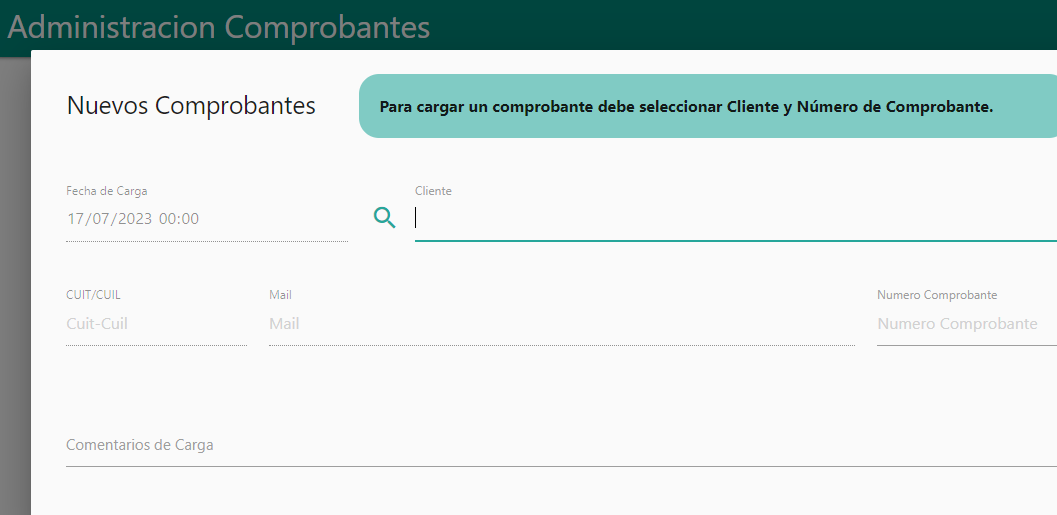 Administracion Comprobantes
Nuevos Comprobantes
Para cargar un comprobante debe seleccionar Cliente y Número de Comprobante.
Fecha de Carga
Cliente
17/07/2023 00:00
CUIT/CUIL
Mail
Numero Comprobante
Cuit-Cuil
Mail
Numero Comprobante
Comentarios de Carga